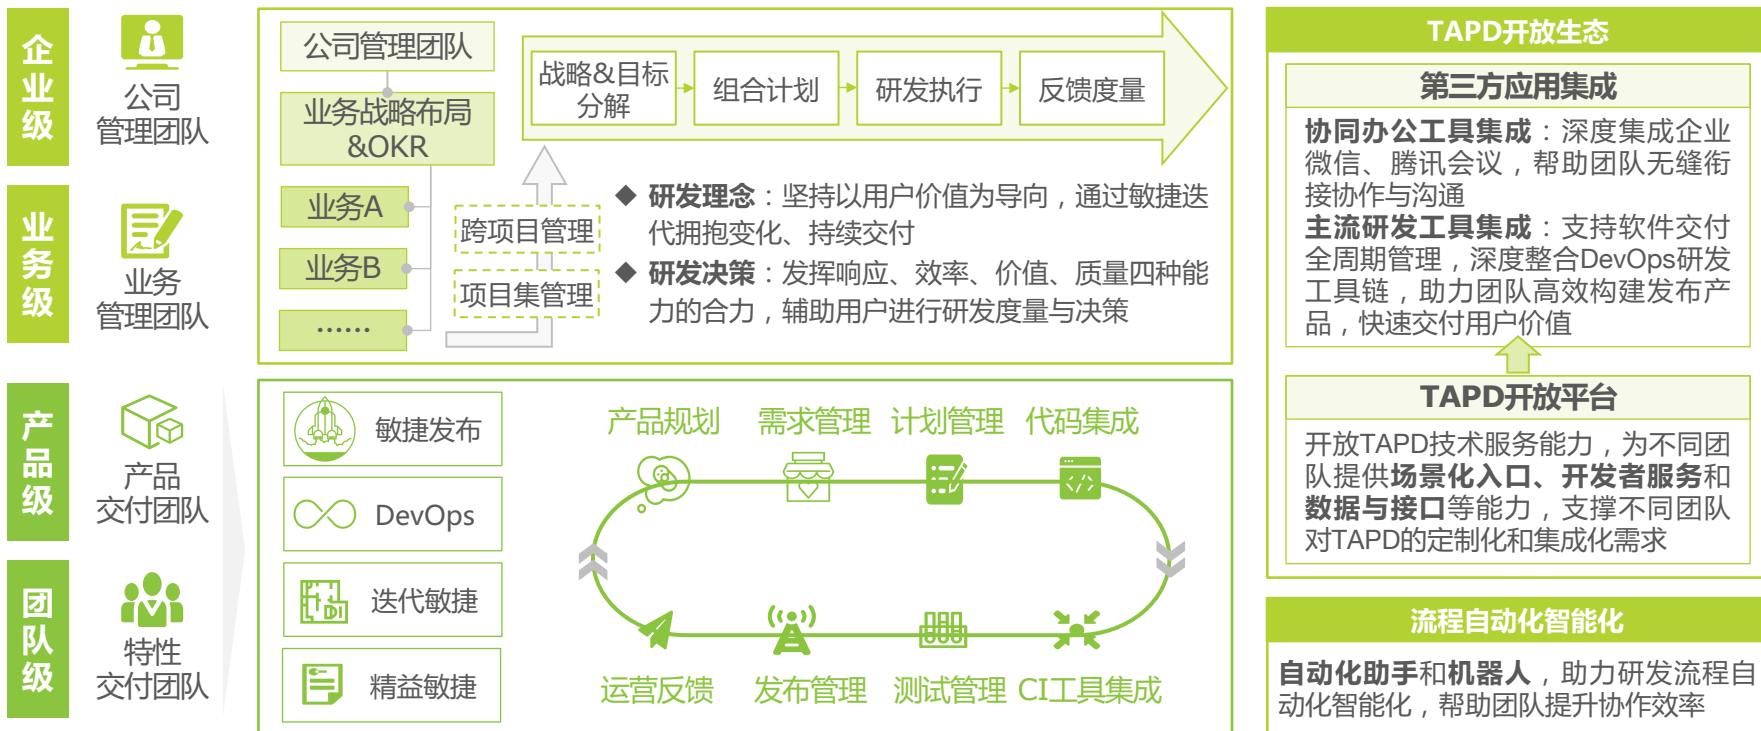 企业级
公司
管理团队
业务级
业务
管理团队
产品级
产品
交付团队
团队级
特性
交付团队
公司管理团队
业务战略布局
&OKR
业务A
业务B
······
战略&目标
分解
组合计划
研发执行
反馈度量
跨项目管理
项目集管理
◆ 研发理念：坚持以用户价值为导向，通过敏捷迭
代拥抱变化、持续交付
◆ 研发决策：发挥响应、效率、价值、质量四种能
力的合力，辅助用户进行研发度量与决策
敏捷发布
DevOps
迭代敏捷
精益敏捷
产品规划
需求管理
计划管理
代码集成
运营反馈
发布管理
测试管理
CI工具集成
TAPD开放生态
第三方应用集成
协同办公工具集成：深度集成企业
微信、腾讯会议，帮助团队无缝衔
接协作与沟通
主流研发工具集成：支持软件交付
全周期管理，深度整合DevOps研发
工具链，助力团队高效构建发布产
品，快速交付用户价值
TAPD开放平台
开放TAPD技术服务能力，为不同团
队提供场景化入口、开发者服务和
数据与接口等能力，支撑不同团队
对TAPD的定制化和集成化需求
流程自动化智能化
自动化助手和机器人，助力研发流程自
动化智能化，帮助团队提升协作效率